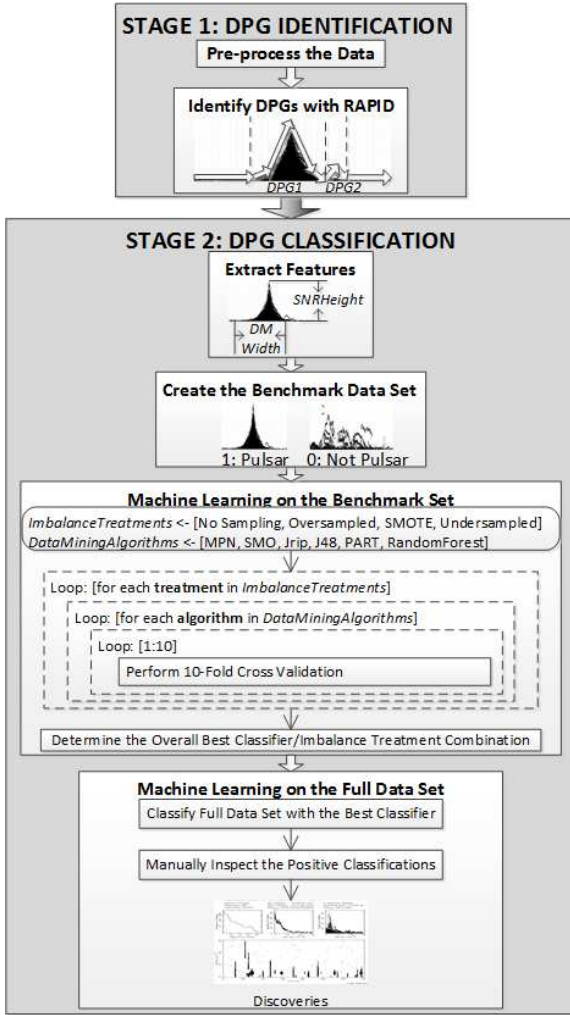 STAGE 1: DPG IDENTIFICATION
Pre-process the Data
Identify DPGs with RAPID
DPG1 DPG2
STAGE 2: DPG CLASSIFICATION
Extract Features
SNRHeight
DM
Width
Create the Benchmark Data Set
1: Pulsar 0: Not Pulsar
Machine Learning on the Benchmark Set
ImbalanceTreatments <- [No Sampling, Oversampled, SMOTE, Undersampled]
DataMiningAlgorithms <- [MPN, SMO, Jrip, J48, PART, RandomForest]
Loop: [for each treatment in ImbalanceTreatments]
Loop: [for each algorithm in DataMiningAlgorithms]
Loop: [1:10]
Perform 10-Fold Cross Validation
Determine the Overall Best Classifier/Imbalance Treatment Combination
Machine Learning on the Full Data Set
Classify Full Data Set with the Best Classifier
Manually Inspect the Positive Classifications
Discoveries